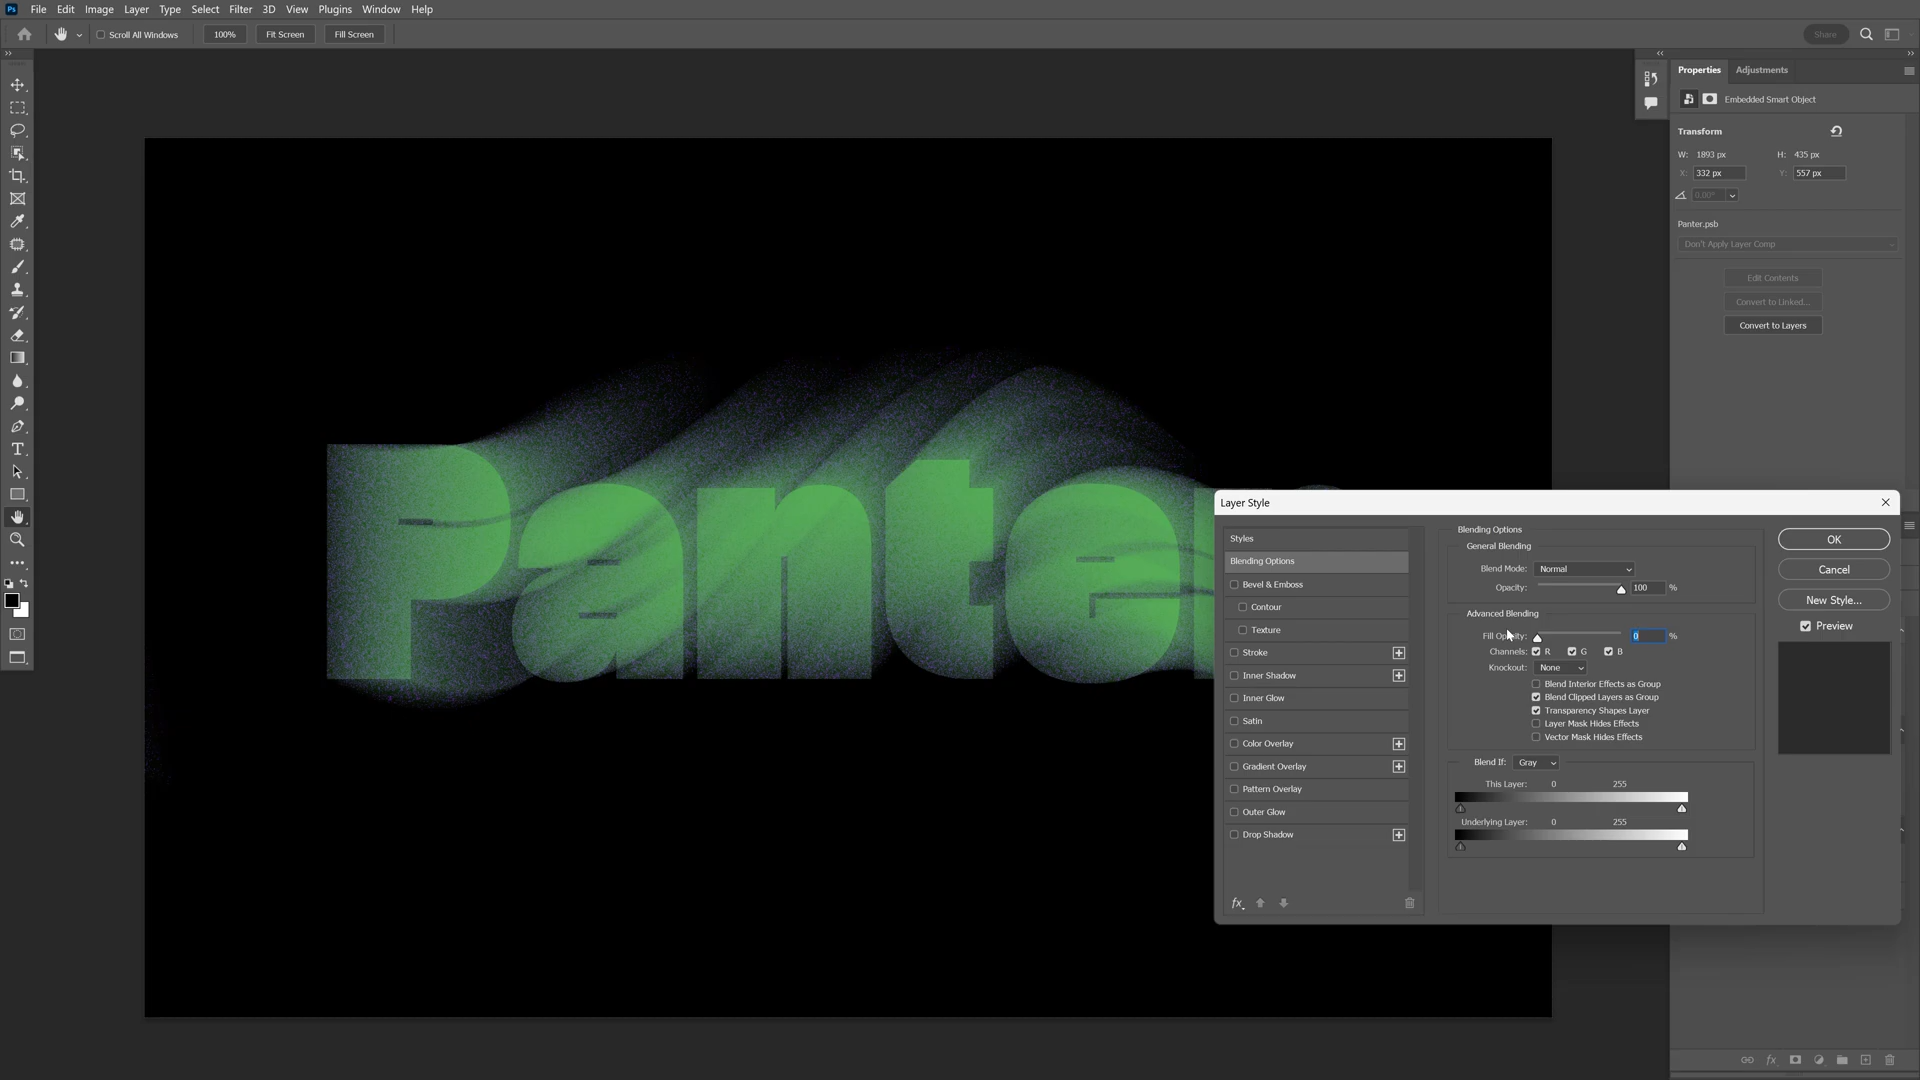 Ps File Edit Image Layer Type Select Filter 3D View Plugins Window Help
Scroll All Windows 100% Fit Screen Fill Screen Share
Properties Adjustments
Embedded Smart Object
Transform
W: 1893 px H: 435 px
X: 332 px Y: 557 px
0.00°
Panter.psb
Don't Apply Layer Comp
Edit Contents
Convert to Linked...
Convert to Layers
Panter
Layer Style
Styles
Blending Options
Bevel & Emboss
Contour
Texture
Stroke
Inner Shadow
Inner Glow
Satin
Color Overlay
Gradient Overlay
Pattern Overlay
Outer Glow
Drop Shadow
fx
Blending Options
General Blending
Blend Mode: Normal
Opacity: 100 %
Advanced Blending
Fill Opacity: 0 %
Channels: R G B
Knockout: None
Blend Interior Effects as Group
Blend Clipped Layers as Group
Transparency Shapes Layer
Layer Mask Hides Effects
Vector Mask Hides Effects
Blend If: Gray
This Layer: 0 255
Underlying Layer: 0 255
OK
Cancel
New Style...
Preview
fx